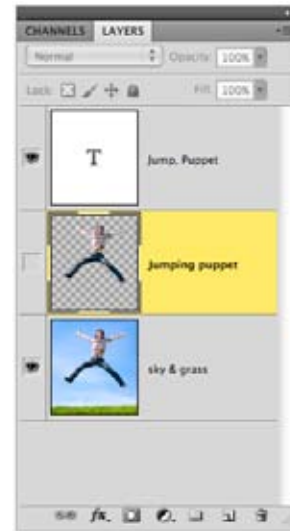 CHANNELS LAYERS
Normal Opacity: 100%
Lock: Fill: 100%
T Jump. Puppet
Jumping puppet
sky & grass
fx.